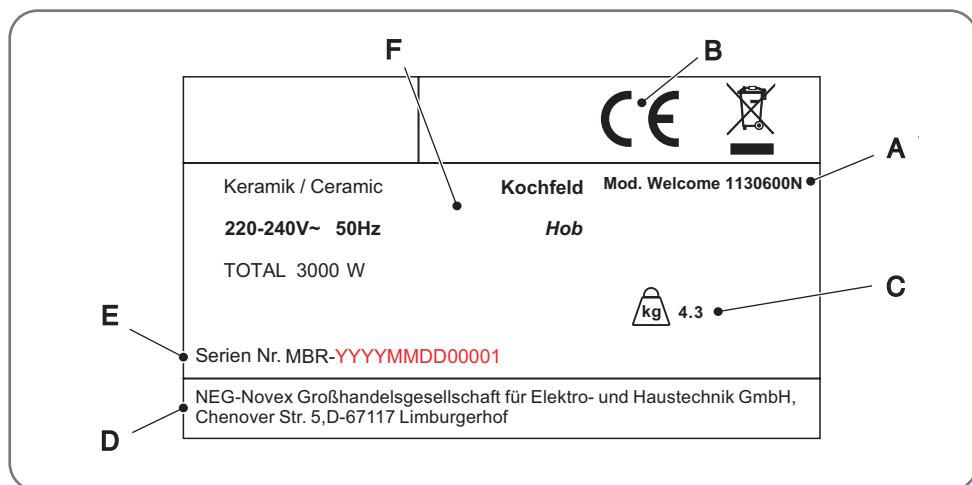 F
B
CE
A
Keramik / Ceramic
Kochfeld
Mod. Welcome 1130600N
220-240V~ 50Hz
Hob
TOTAL 3000 W
C
kg 4.3
E
Serien Nr. MBR-YYYYMMDD00001
NEG-Novex Großhandelsgesellschaft für Elektro- und Haustechnik GmbH,
Chenover Str. 5,D-67117 Limburgerhof
D